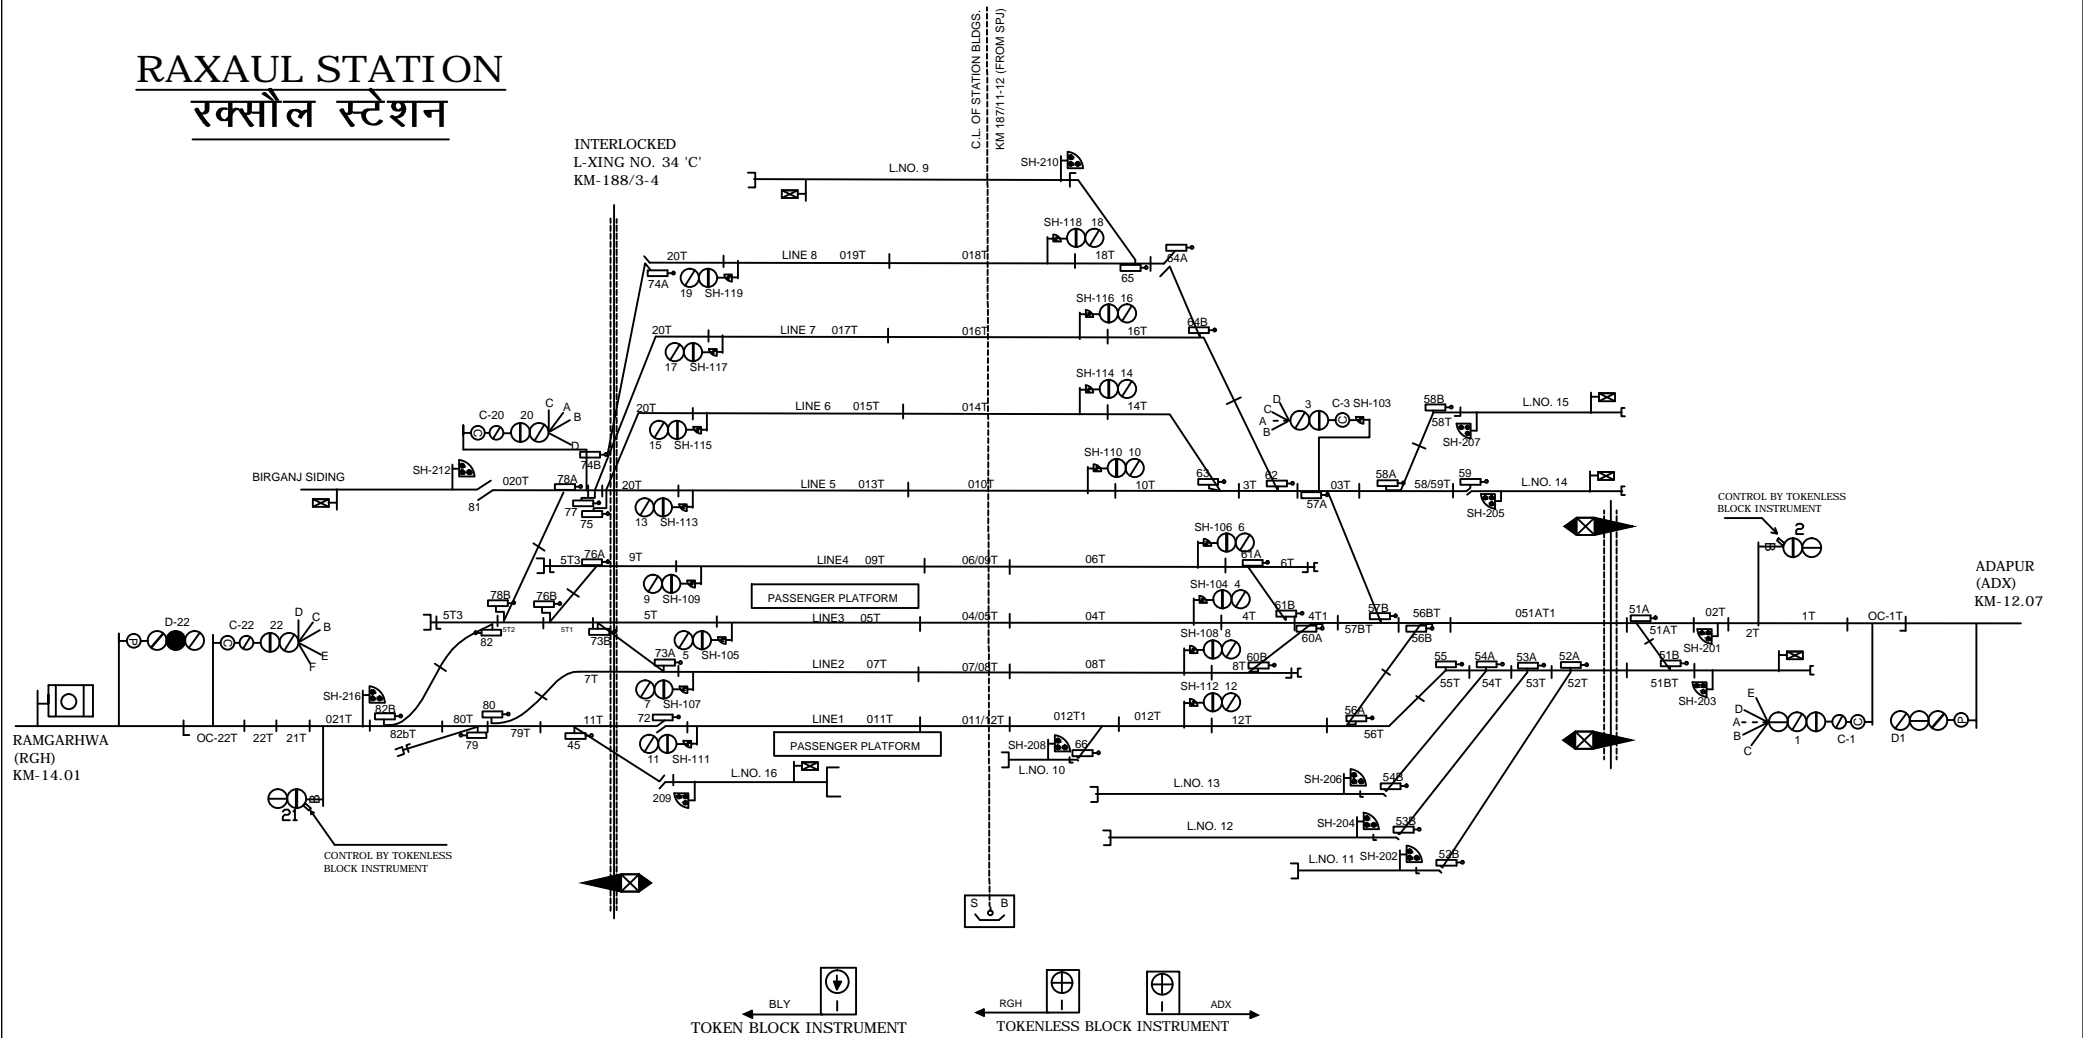 RAXAUL STATION
रक्सौल स्टेशन
C.L. OF STATION BLDGS.
KM 187/11-12 (FROM SPJ)
INTERLOCKED
L-XING NO. 34 'C'
KM-188/3-4
L.NO. 9
SH-210
SH-118 18
20T LINE 8 019T 018T 18T
64A
65
74A
19 SH-119
SH-116 16
64B
20T LINE 7 017T 016T 16T
17 SH-117
SH-114 14
20T LINE 6 015T 014T 14T
15 SH-115
C-20 20
C A B D
74B
D C A B
3 C-3 SH-103
58B
L.NO. 15
58T
SH-207
BIRGANJ SIDING
SH-212
020T
78A
81
77
75
SH-110 10
20T LINE 5 013T 010T 10T
63
3T
62
57A
03T
58A
58/59T
59
L.NO. 14
SH-205
13 SH-113
CONTROL BY TOKENLESS
BLOCK INSTRUMENT
2
B
SH-106 6
5T3
76A
9T LINE4 09T 06/09T 06T
61A
6T
9 SH-109
PASSENGER PLATFORM
SH-104 4
ADAPUR
(ADX)
KM-12.07
78B
76B
5T3
82
5T2
5T1
73B
5T LINE3 05T 04/05T 04T 4T
61B
4T1
60A
57B
57BT
56BT
56B
051AT1
51A
51AT
02T
SH-201
2T
1T
OC-1T
D-22
C-22 22
D C B E F
73A
5 SH-105
SH-108 8
7T LINE2 07T 07/08T 08T
60B
8T
55
55T
54A
54T
53A
53T
52A
52T
51B
51BT
SH-203
7 SH-107
SH-216
82B
SH-112 12
E D A B C
1 C-1
D1
RAMGARHWA
(RGH)
KM-14.01
OC-22T 22T 21T 021T
82bT
80T
80
79
79T
11T
45
72
LINE1 011T 011/12T 012T1 012T 12T
56A
56T
11 SH-111
PASSENGER PLATFORM
SH-208
66
L.NO. 10
L.NO. 16
209
SH-206
54B
L.NO. 13
SH-204
53B
L.NO. 12
SH-202
52B
L.NO. 11
B
21
CONTROL BY TOKENLESS
BLOCK INSTRUMENT
S B
BLY
TOKEN BLOCK INSTRUMENT
RGH
ADX
TOKENLESS BLOCK INSTRUMENT